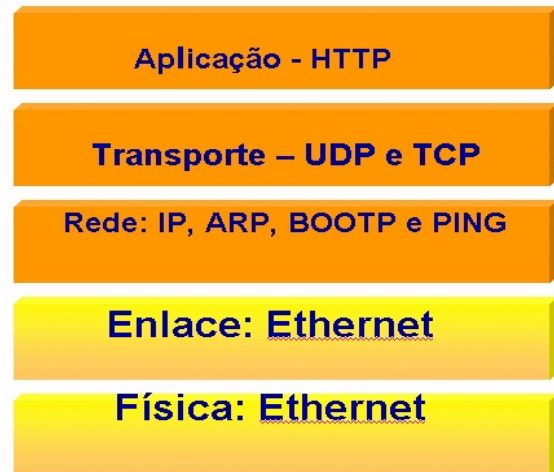 Aplicação - HTTP
Transporte – UDP e TCP
Rede: IP, ARP, BOOTP e PING
Enlace: Ethernet
Física: Ethernet